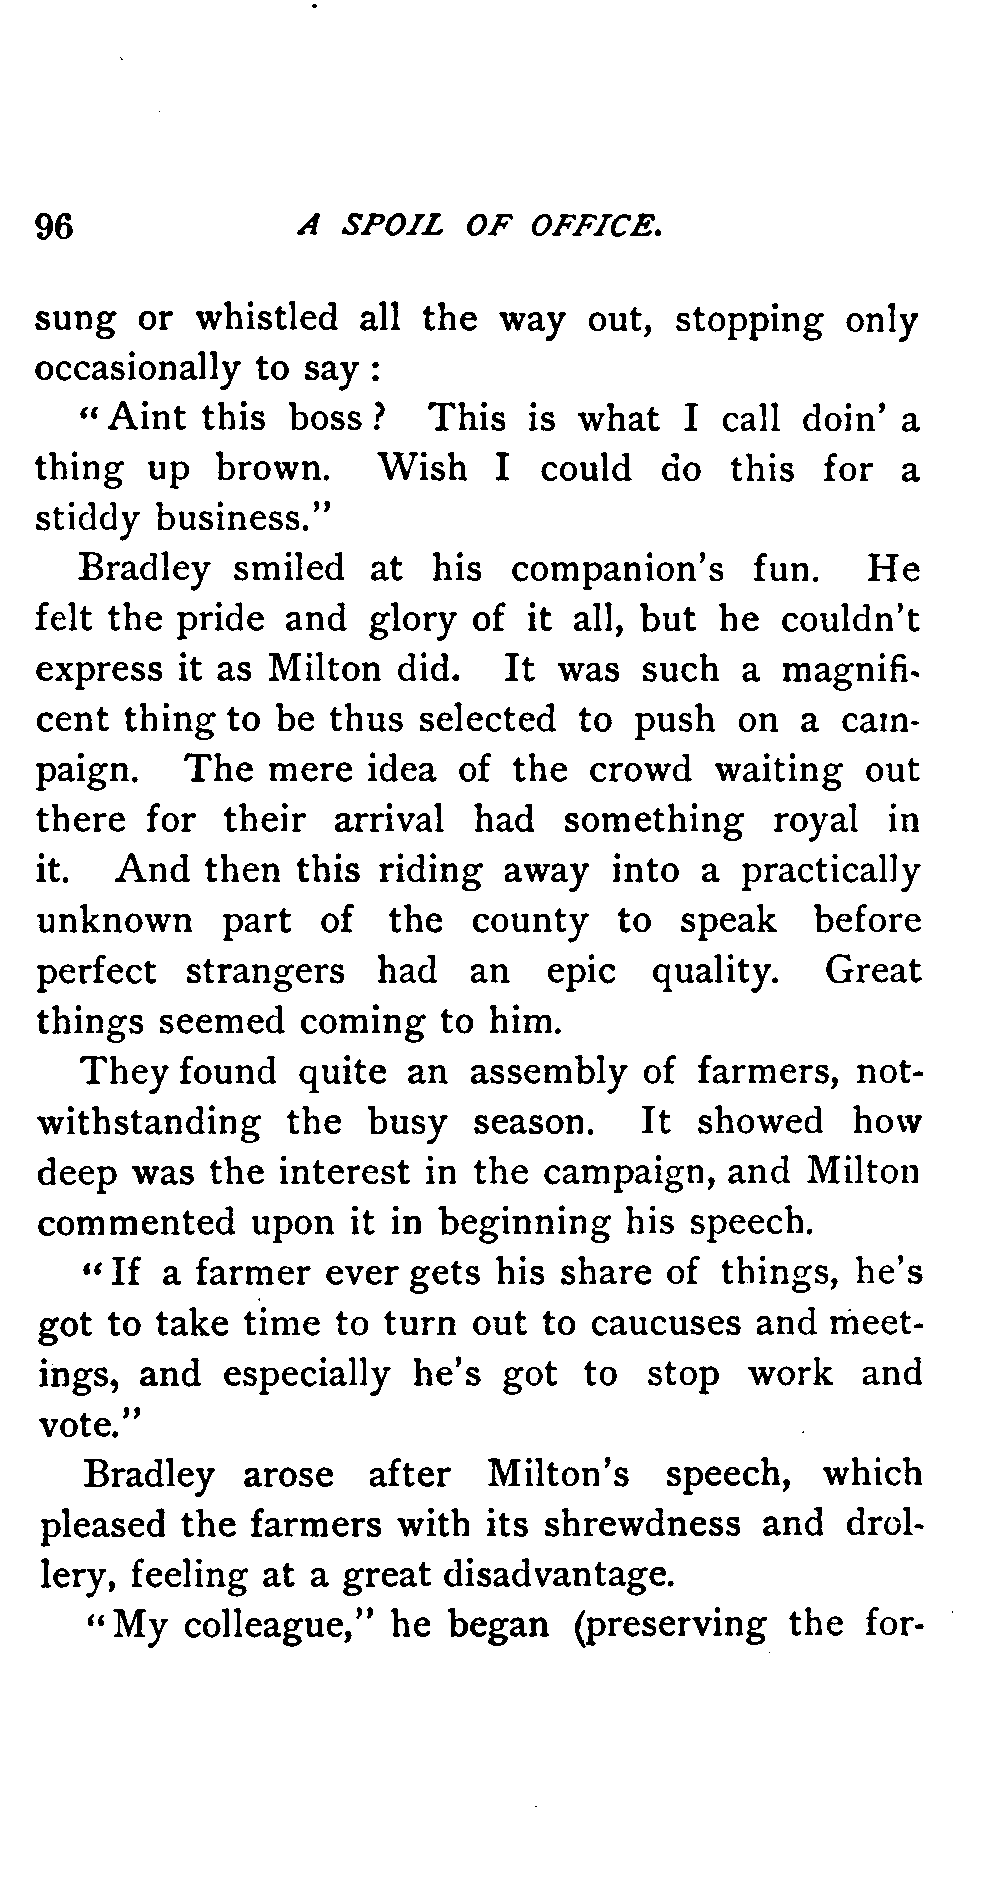 96 A SPOIL OF OFFICE.
sung or whistled all the way out, stopping only
occasionally to say :
" Aint this boss ? This is what I call doin' a
thing up brown. Wish I could do this for a
stiddy business."
Bradley smiled at his companion's fun. He
felt the pride and glory of it all, but he couldn't
express it as Milton did. It was such a magnifi-
cent thing to be thus selected to push on a cam-
paign. The mere idea of the crowd waiting out
there for their arrival had something royal in
it. And then this riding away into a practically
unknown part of the county to speak before
perfect strangers had an epic quality. Great
things seemed coming to him.
They found quite an assembly of farmers, not-
withstanding the busy season. It showed how
deep was the interest in the campaign, and Milton
commented upon it in beginning his speech.
" If a farmer ever gets his share of things, he's
got to take time to turn out to caucuses and meet-
ings, and especially he's got to stop work and
vote."
Bradley arose after Milton's speech, which
pleased the farmers with its shrewdness and drol-
lery, feeling at a great disadvantage.
" My colleague," he began (preserving the for-